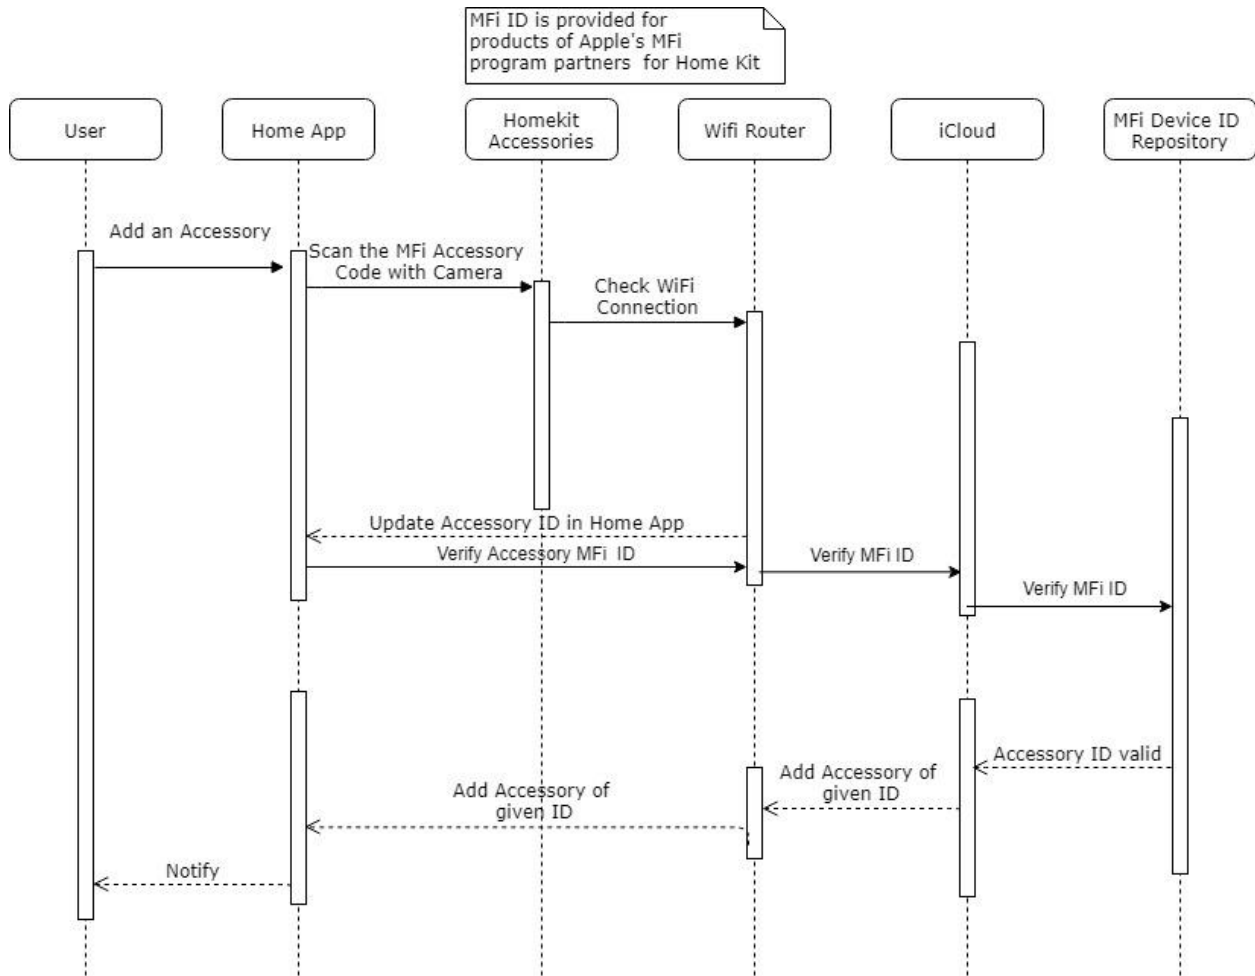 MFi ID is provided for
products of Apple's MFi
program partners for Home Kit
User
Home App
Homekit
Accessories
Wifi Router
iCloud
MFi Device ID
Repository
Add an Accessory
Scan the MFi Accessory
Code with Camera
Check WiFi
Connection
Update Accessory ID in Home App
Verify Accessory MFi ID
Verify MFi ID
Verify MFi ID
Accessory ID valid
Add Accessory of
given ID
Add Accessory of
given ID
Notify